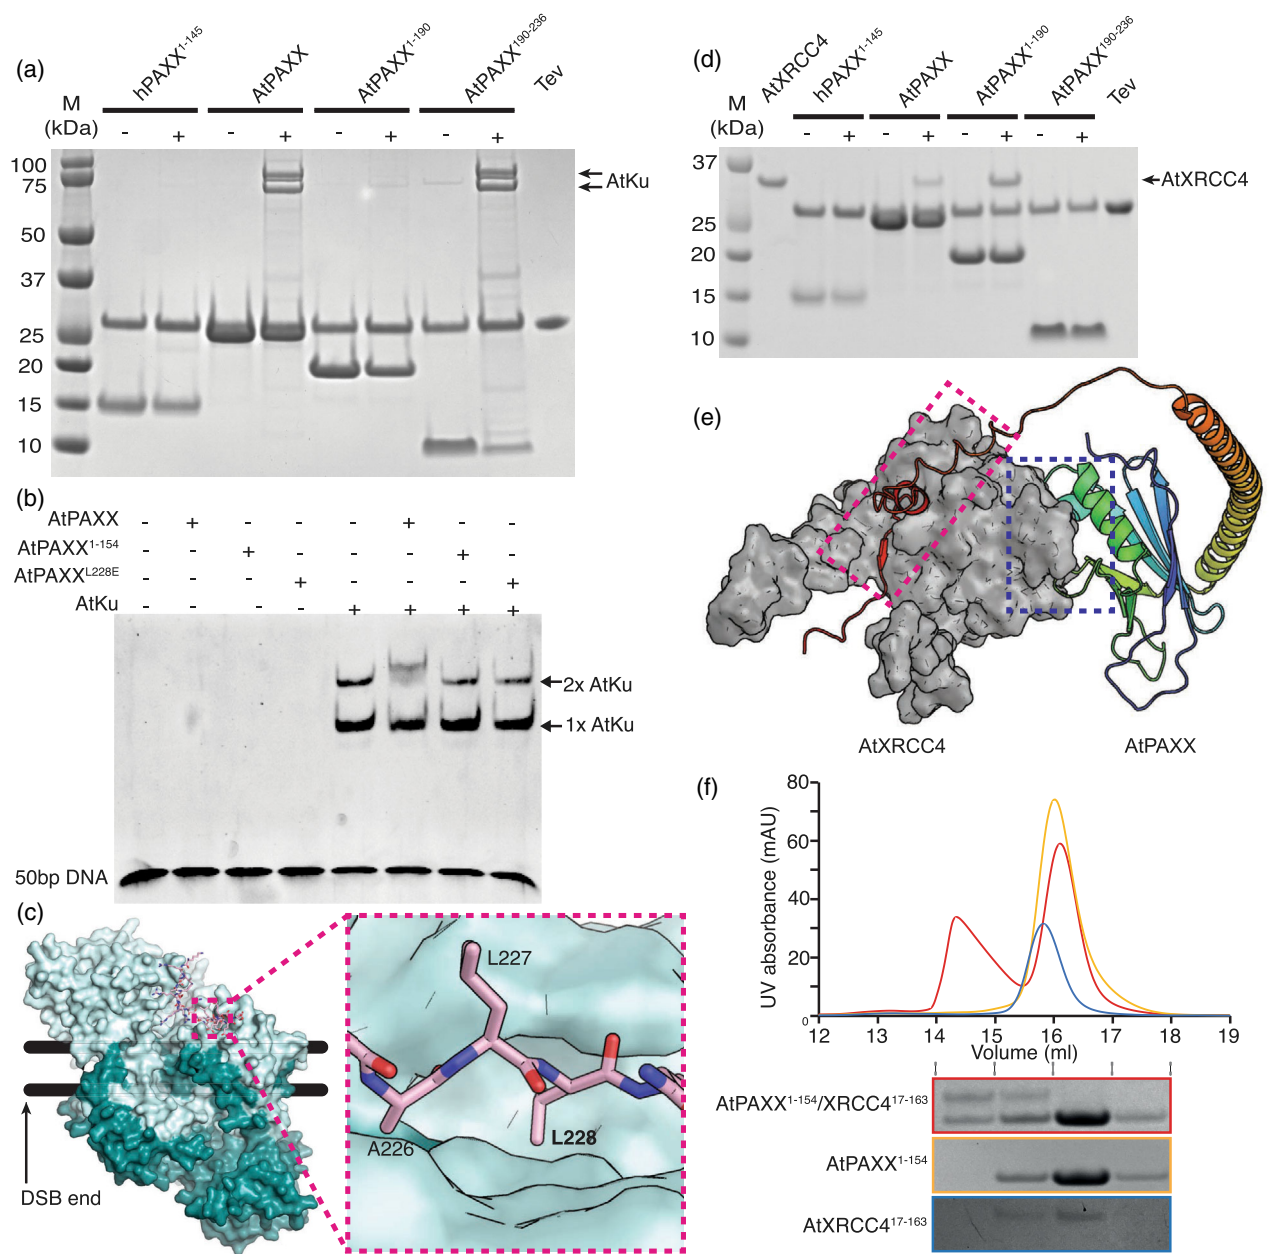 (a)
hPAXX1-145
AtPAXX
AtPAXX1-190
AtPAXX190-236
Tev
M
(kDa)
- + - + - + - +
100
75
50
37
25
20
15
10
AtKu
(b)
AtPAXX - + - - - + - -
AtPAXX1-154 - - + - - - + -
AtPAXXL228E - - - + - - - +
AtKu - - - - + + + +
2x AtKu
1x AtKu
50bp DNA
(c)
DSB end
L227
A226
L228
(d)
AtXRCC4
hPAXX1-145
AtPAXX
AtPAXX1-190
AtPAXX190-236
Tev
M
(kDa)
- + - + - + - +
37
25
20
15
10
AtXRCC4
(e)
AtXRCC4
AtPAXX
(f)
UV absorbance (mAU)
80
60
40
20
0
12 13 14 15 16 17 18 19
Volume (ml)
AtPAXX1-154/XRCC417-163
AtPAXX1-154
AtXRCC417-163